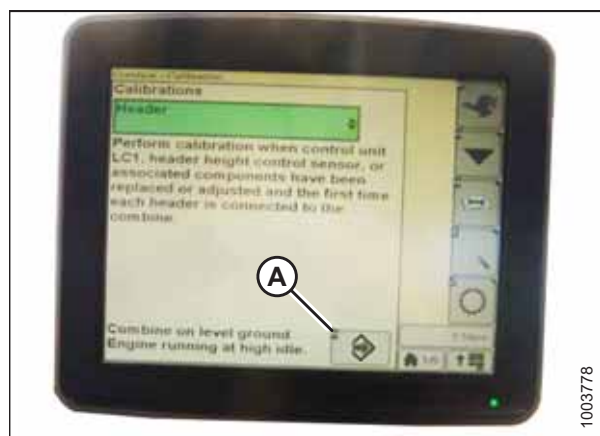 Combine - Calibration
Calibrations
Header
Perform calibration when control unit
LC1, header height control sensor, or
associated components have been
replaced or adjusted and the first time
each header is connected to the
combine.
A
Combine on level ground.
Engine running at high idle.
1003778